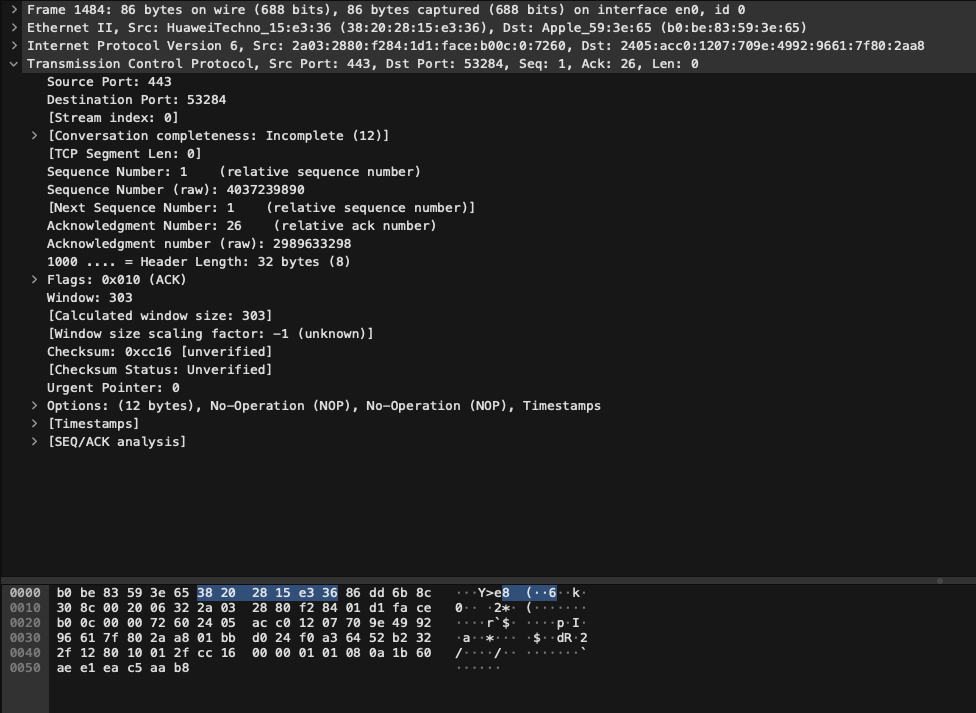 Frame 1484: 86 bytes on wire (688 bits), 86 bytes captured (688 bits) on interface en0, id 0
Ethernet II, Src: HuaweiTechno_15:e3:36 (38:20:28:15:e3:36), Dst: Apple_59:3e:65 (b0:be:83:59:3e:65)
Internet Protocol Version 6, Src: 2a03:2880:f284:1d1:face:b00c:0:7260, Dst: 2405:acc0:1207:709e:4992:9661:7f80:2aa8
Transmission Control Protocol, Src Port: 443, Dst Port: 53284, Seq: 1, Ack: 26, Len: 0
Source Port: 443
Destination Port: 53284
[Stream index: 0]
[Conversation completeness: Incomplete (12)]
[TCP Segment Len: 0]
Sequence Number: 1    (relative sequence number)
Sequence Number (raw): 4037239890
[Next Sequence Number: 1    (relative sequence number)]
Acknowledgment Number: 26    (relative ack number)
Acknowledgment number (raw): 2989633298
1000 .... = Header Length: 32 bytes (8)
Flags: 0x010 (ACK)
Window: 303
[Calculated window size: 303]
[Window size scaling factor: -1 (unknown)]
Checksum: 0xcc16 [unverified]
[Checksum Status: Unverified]
Urgent Pointer: 0
Options: (12 bytes), No-Operation (NOP), No-Operation (NOP), Timestamps
[Timestamps]
[SEQ/ACK analysis]
0000 b0 be 83 59 3e 65 38 20 28 15 e3 36 86 dd 6b 8c ···Y>e8 (··6··k·
0010 30 8c 00 20 06 32 2a 03 28 80 f2 84 01 d1 fa ce 0·· ·2*·(·······
0020 b0 0c 00 00 72 60 24 05 ac c0 12 07 70 9e 49 92 ····r`$·····p·I·
0030 96 61 7f 80 2a a8 01 bb d0 24 f0 a3 64 52 b2 32 ·a··*····$··dR·2
0040 2f 12 80 10 01 2f cc 16 00 00 01 01 08 0a 1b 60 /····/·········`
0050 ae e1 ea c5 aa b8 ······